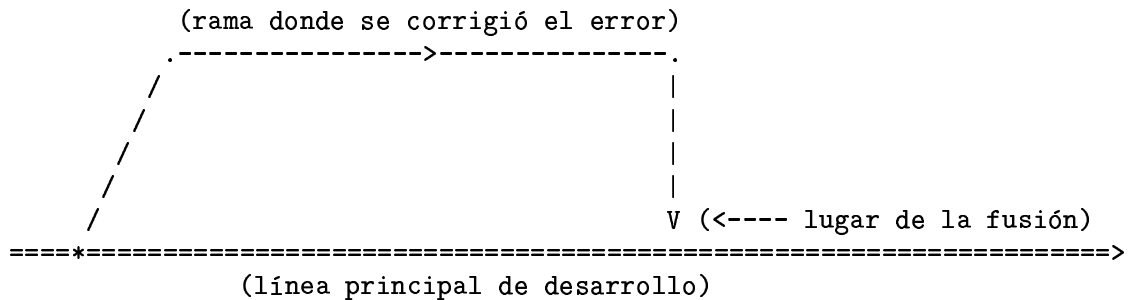 (rama donde se corrigió el error)
(<---- lugar de la fusión)
(línea principal de desarrollo)